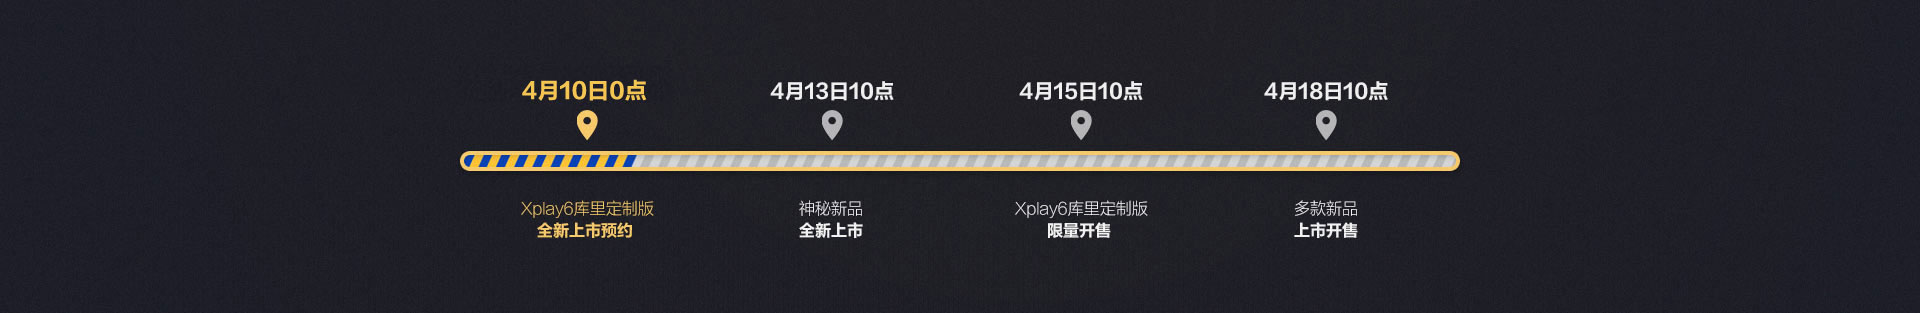 4月10日0点
4月13日10点
4月15日10点
4月18日10点
Xplay6库里定制版
全新上市预约
神秘新品
全新上市
Xplay6库里定制版
限量开售
多款新品
上市开售